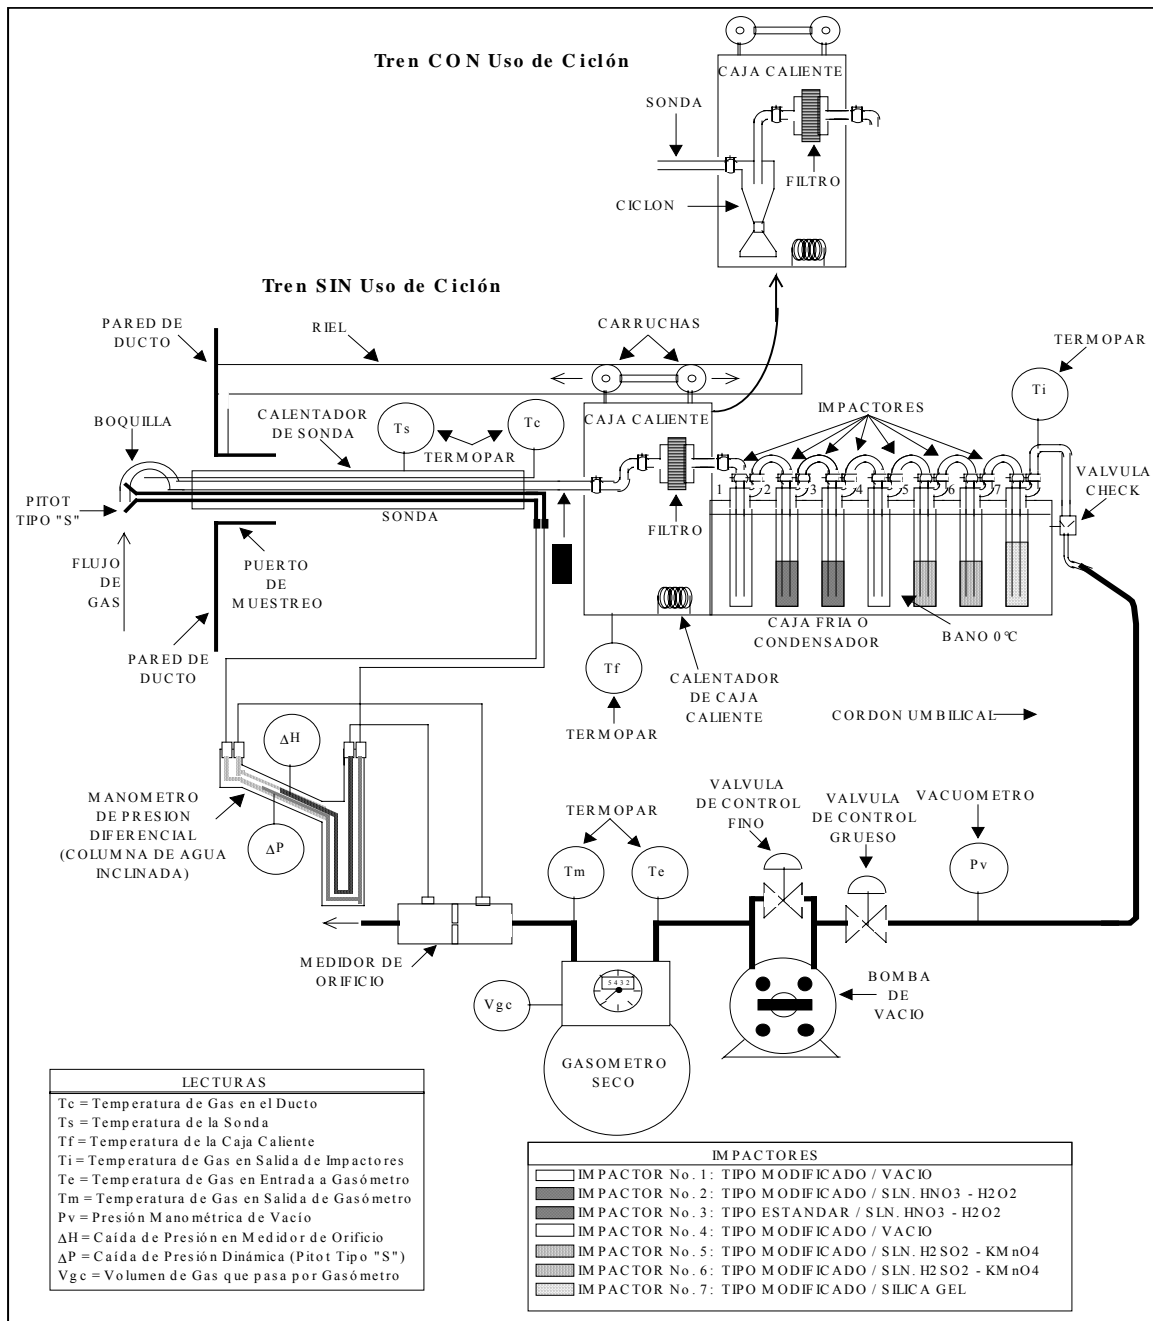 Tren CON Uso de Ciclón
CAJA CALIENTE
SONDA
FILTRO
CICLON
Tren SIN Uso de Ciclón
PARED DE
DUCTO
RIEL
CARRUCHAS
TERMOPAR
Ti
BOQUILLA
CALENTADOR
DE SONDA
Ts
Tc
TERMOPAR
CAJA CALIENTE
IMPACTORES
VALVULA
CHECK
PITOT
TIPO "S"
SONDA
FILTRO
1 2 3 4 5 6 7
FLUJO
DE
GAS
PUERTO
DE
MUESTREO
CAJA FRIA O
CONDENSADOR
BANO 0°C
PARED DE
DUCTO
Tf
TERMOPAR
CALENTADOR
DE CAJA
CALIENTE
CORDON UMBILICAL
ΔH
MANOMETRO
DE PRESION
DIFERENCIAL
(COLUMNA DE AGUA
INCLINADA)
ΔP
TERMOPAR
Tm
Te
VALVULA
DE CONTROL
FINO
VALVULA
DE CONTROL
GRUESO
VACUOMETRO
Pv
MEDIDOR DE
ORIFICIO
Vgc
5432
GASOMETRO
SECO
BOMBA
DE
VACIO
LECTURAS
Tc = Temperatura de Gas en el Ducto
Ts = Temperatura de la Sonda
Tf = Temperatura de la Caja Caliente
Ti = Temperatura de Gas en Salida de Impactores
Te = Temperatura de Gas en Entrada a Gasómetro
Tm = Temperatura de Gas en Salida de Gasómetro
Pv = Presión Manométrica de Vacío
ΔH = Caída de Presión en Medidor de Orificio
ΔP = Caída de Presión Dinámica (Pitot Tipo "S")
Vgc = Volumen de Gas que pasa por Gasómetro
IMPACTORES
IMPACTOR No. 1: TIPO MODIFICADO / VACIO
IMPACTOR No. 2: TIPO MODIFICADO / SLN. HNO3 - H2O2
IMPACTOR No. 3: TIPO ESTANDAR / SLN. HNO3 - H2O2
IMPACTOR No. 4: TIPO MODIFICADO / VACIO
IMPACTOR No. 5: TIPO MODIFICADO / SLN. H2SO2 - KMnO4
IMPACTOR No. 6: TIPO MODIFICADO / SLN. H2SO2 - KMnO4
IMPACTOR No. 7: TIPO MODIFICADO / SILICA GEL